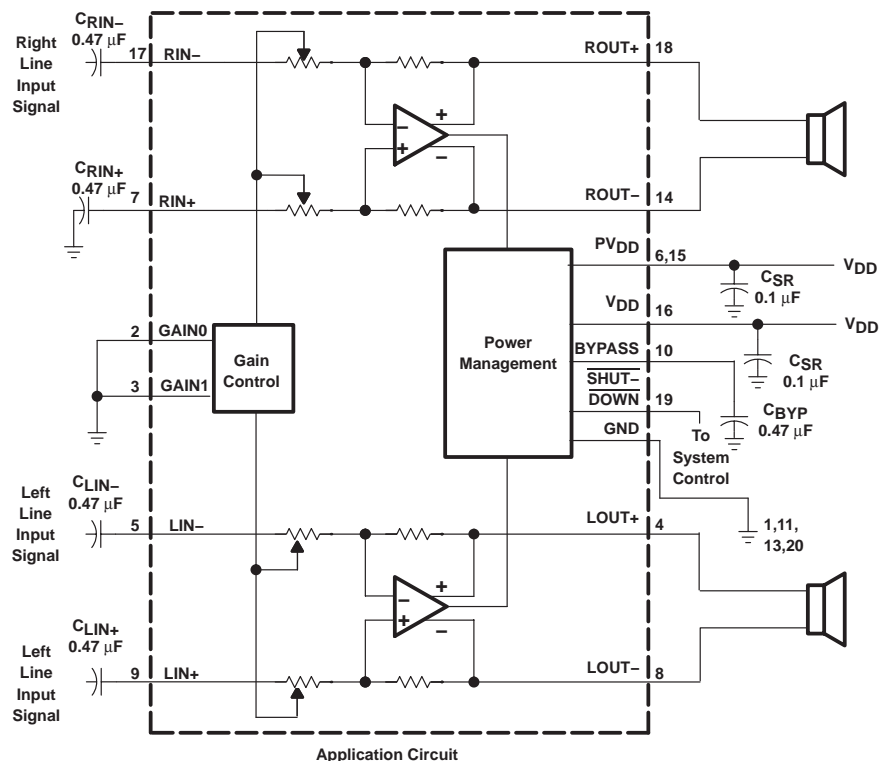 CRIN−
0.47 μF
Right
Line
Input
Signal
17
RIN−
ROUT+
18
CRIN+
0.47 μF
7
RIN+
ROUT−
14
−
+
+
−
PVDD
6,15
VDD
CSR
0.1 μF
VDD
16
VDD
CSR
0.1 μF
2
GAIN0
3
GAIN1
Gain
Control
Power
Management
BYPASS
10
CBYP
0.47 μF
SHUT−
DOWN
19
To
System
Control
GND
1,11,
13,20
CLIN−
0.47 μF
Left
Line
Input
Signal
5
LIN−
LOUT+
4
−
+
+
−
CLIN+
0.47 μF
Left
Line
Input
Signal
9
LIN+
LOUT−
8
Application Circuit